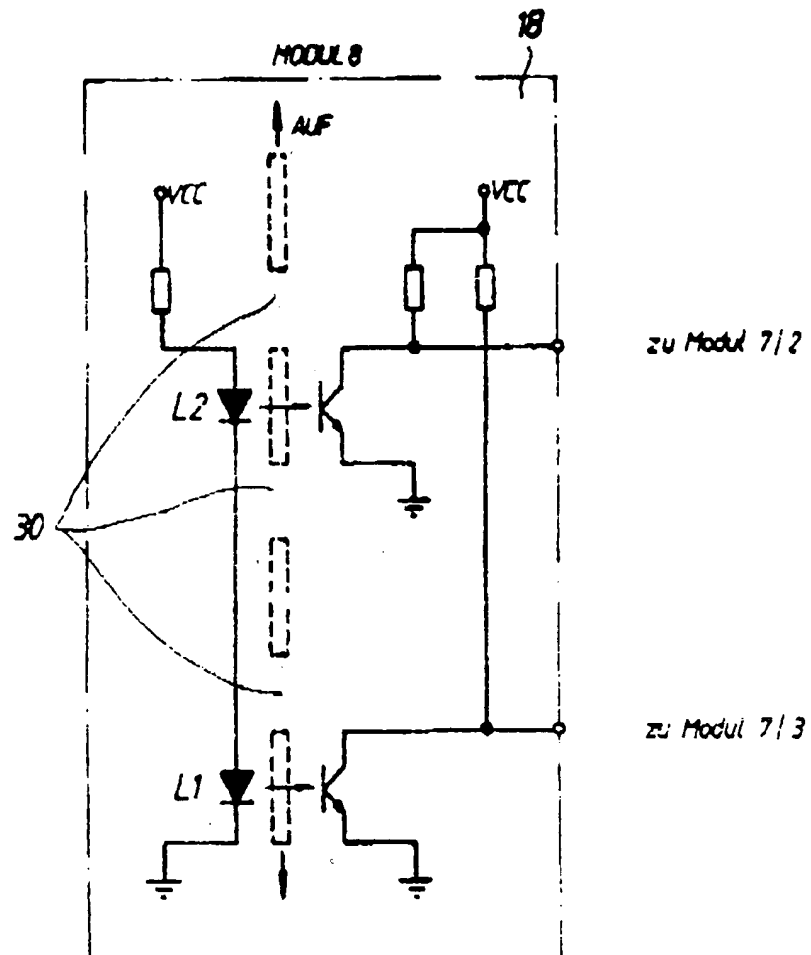 18
MODUL 8
AUF
VCC
VCC
zu Modul 7/2
L2
30
zu Modul 7/3
L1